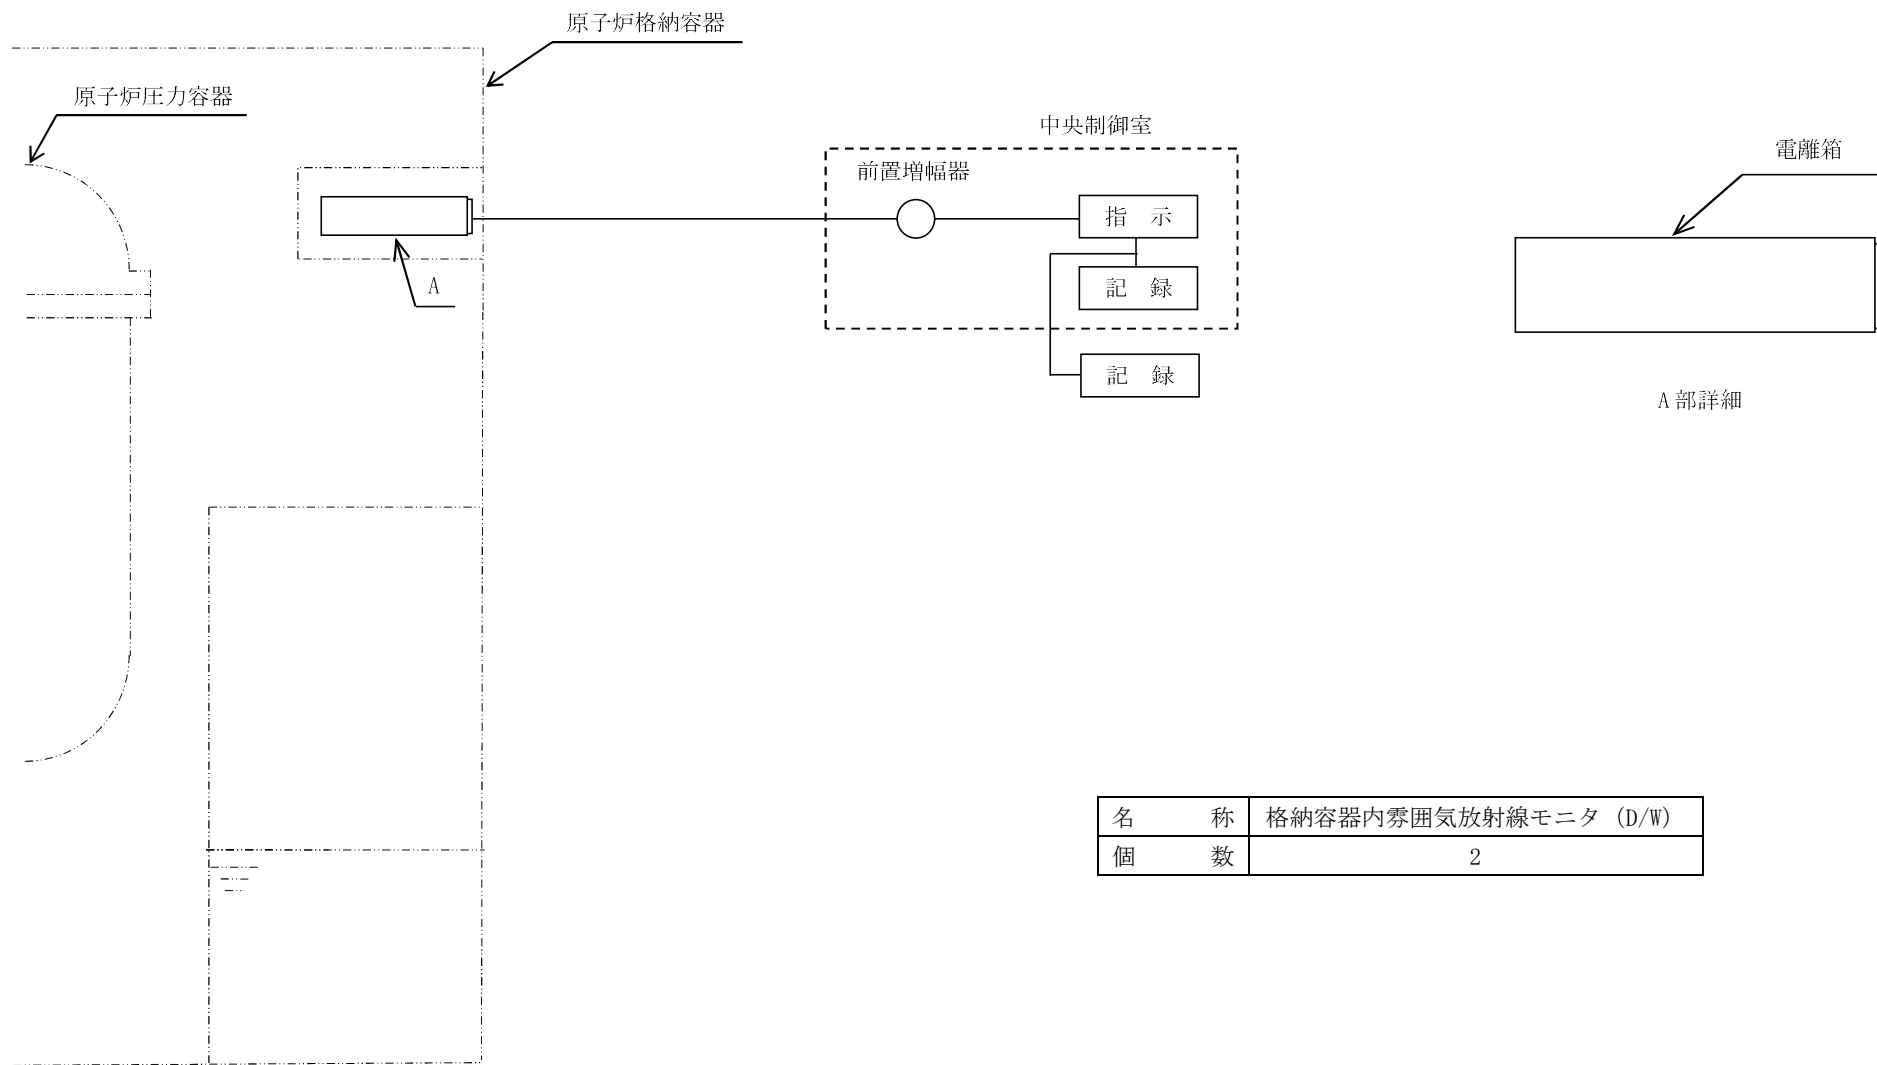 原子炉格納容器
原子炉圧力容器
中央制御室
電離箱
前置増幅器
指 示
A
記 録
記 録
A 部詳細
名 称 格納容器内雰囲気放射線モニタ (D/W)
個 数 2